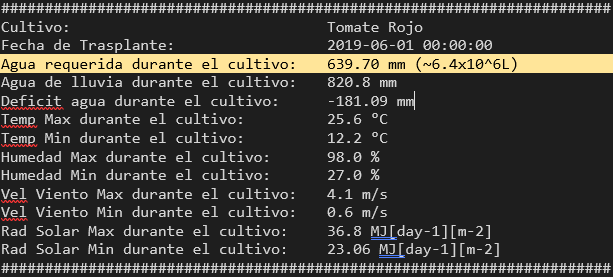 ######################################################################
Cultivo: Tomate Rojo
Fecha de Trasplante: 2019-06-01 00:00:00
Agua requerida durante el cultivo: 639.70 mm (~6.4x10^6L)
Agua de lluvia durante el cultivo: 820.8 mm
Deficit agua durante el cultivo: -181.09 mm
Temp Max durante el cultivo: 25.6 ºC
Temp Min durante el cultivo: 12.2 ºC
Humedad Max durante el cultivo: 98.0 %
Humedad Min durante el cultivo: 27.0 %
Vel Viento Max durante el cultivo: 4.1 m/s
Vel Viento Min durante el cultivo: 0.6 m/s
Rad Solar Max durante el cultivo: 36.8 MJ[day-1][m-2]
Rad Solar Min durante el cultivo: 23.06 MJ[day-1][m-2]
######################################################################